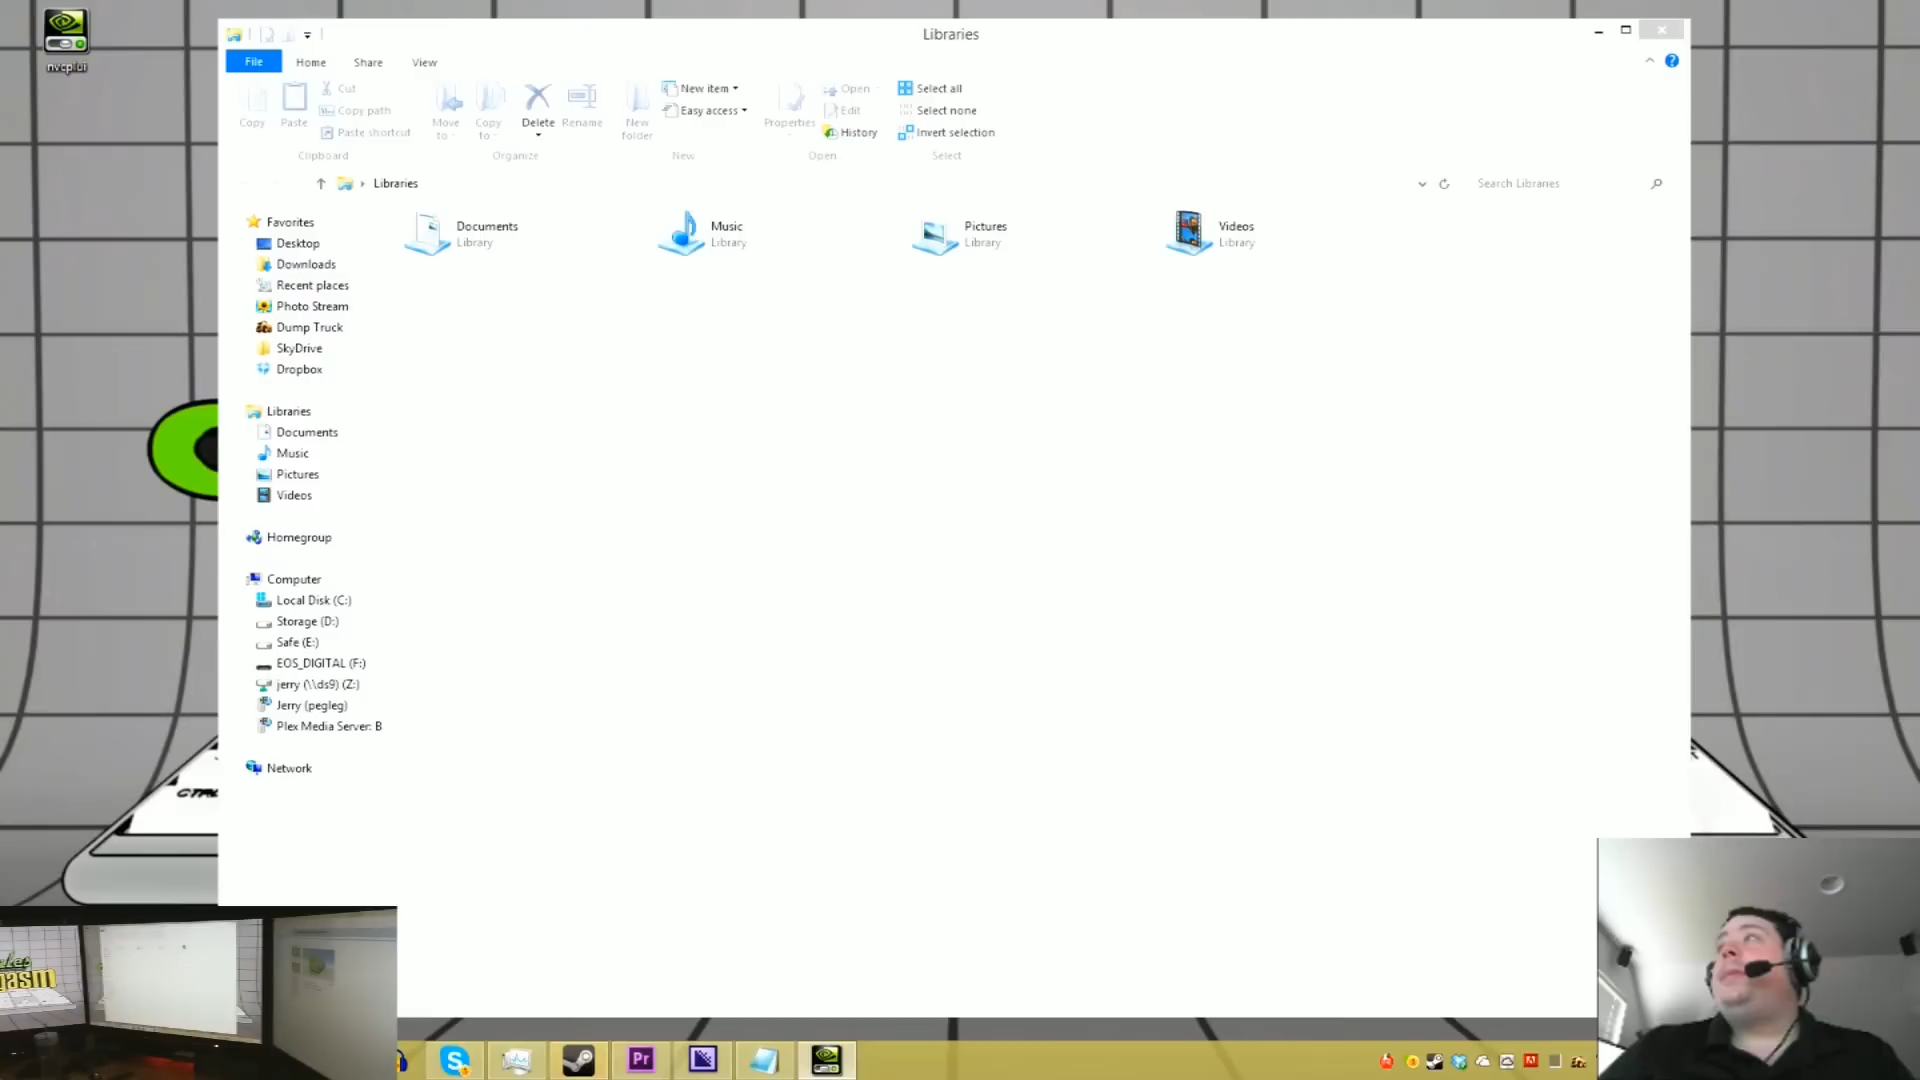 nvcplui
Libraries
File Home Share View
Copy
Paste
Cut
Copy path
Paste shortcut
Clipboard
Move to
Copy to
Delete
Rename
Organize
New folder
New item
Easy access
New
Properties
Open
Edit
History
Open
Select all
Select none
Invert selection
Select
Libraries
Search Libraries
Favorites
Desktop
Downloads
Recent places
Photo Stream
Dump Truck
SkyDrive
Dropbox
Libraries
Documents
Music
Pictures
Videos
Homegroup
Computer
Local Disk (C:)
Storage (D:)
Safe (E:)
EOS_DIGITAL (F:)
jerry (\\ds9) (Z:)
Jerry (pegleg)
Plex Media Server: B
Network
Documents
Library
Music
Library
Pictures
Library
Videos
Library
CTRL
Pr